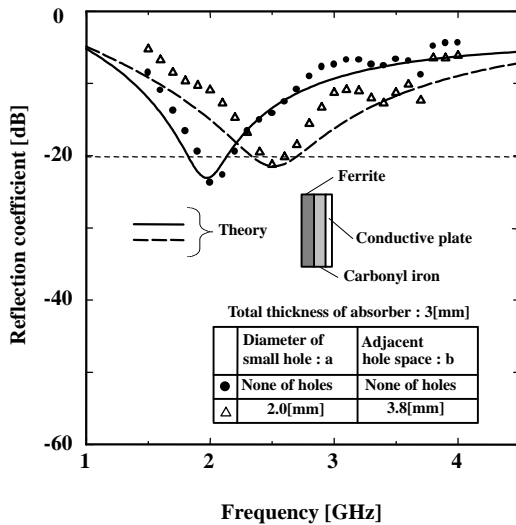 0
-20
-40
-60
Reflection coefficient [dB]
1
2
3
4
Frequency [GHz]
Theory
Ferrite
Conductive plate
Carbonyl iron
Total thickness of absorber : 3[mm]
Diameter of small hole : a
Adjacent hole space : b
None of holes
None of holes
2.0[mm]
3.8[mm]